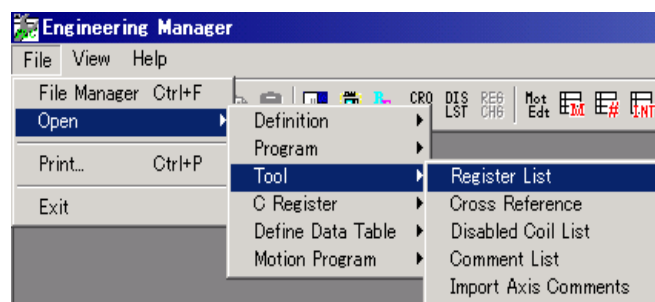 Engineering Manager
File View Help
File Manager Ctrl+F
Open
Print... Ctrl+P
Exit
CRO DIS LST REG CHG Mot Edt M # INT
Definition
Program
Tool
C Register
Define Data Table
Motion Program
Register List
Cross Reference
Disabled Coil List
Comment List
Import Axis Comments